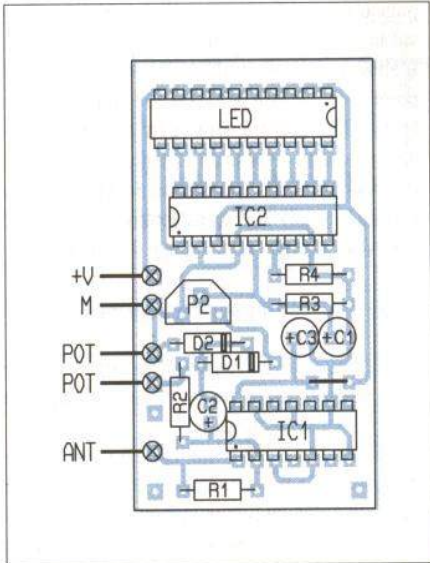 LED
IC2
+V
R4
M
P2
R3
+C3
+C1
POT
D2
D1
POT
R2
C2
+
IC1
ANT
R1